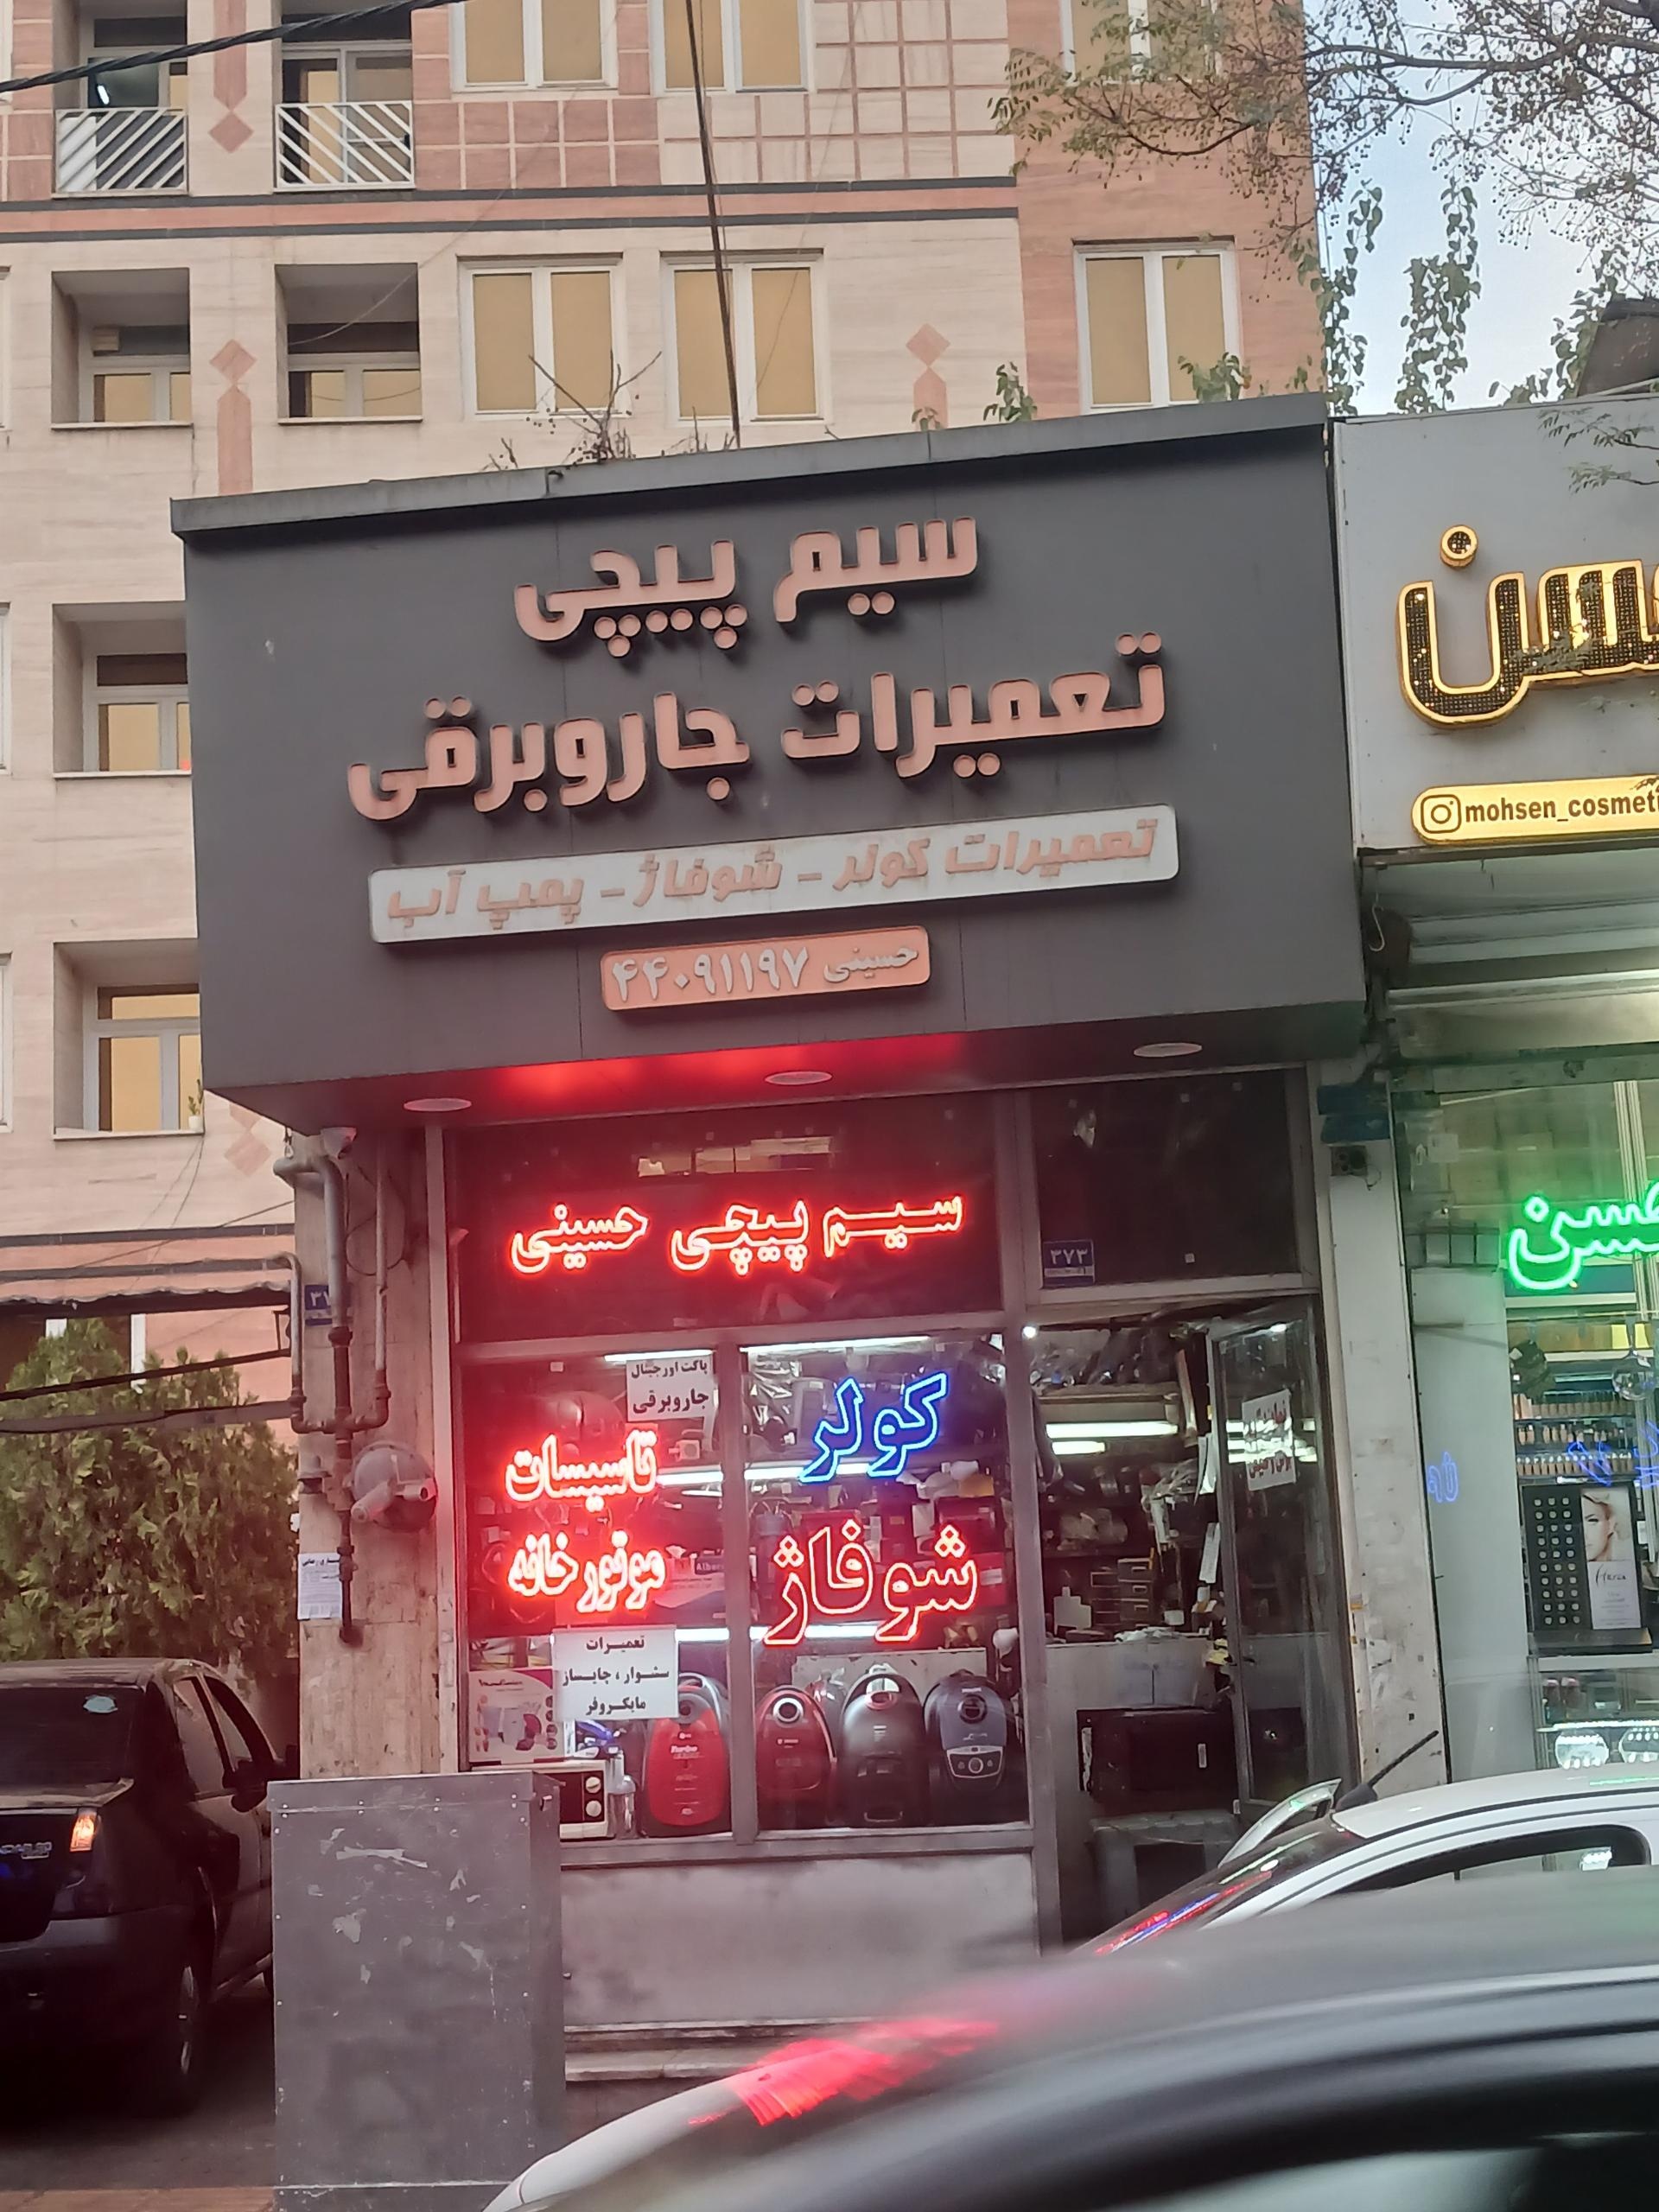 سیم پیچی
تعمیرات جاروبرقی
تعمیرات کولر - شوفاژ - پمپ آب
حسینی ۴۴۰۹۱۱۹۷
mohsen_cosmeti
سیم پیچی حسینی
۳۷۳
پاکت اورجینال
جاروبرقی
کولر
تاسیسات
موتورخانه
شوفاژ
تعمیرات
سشوار ، چایساز
مایکروفر